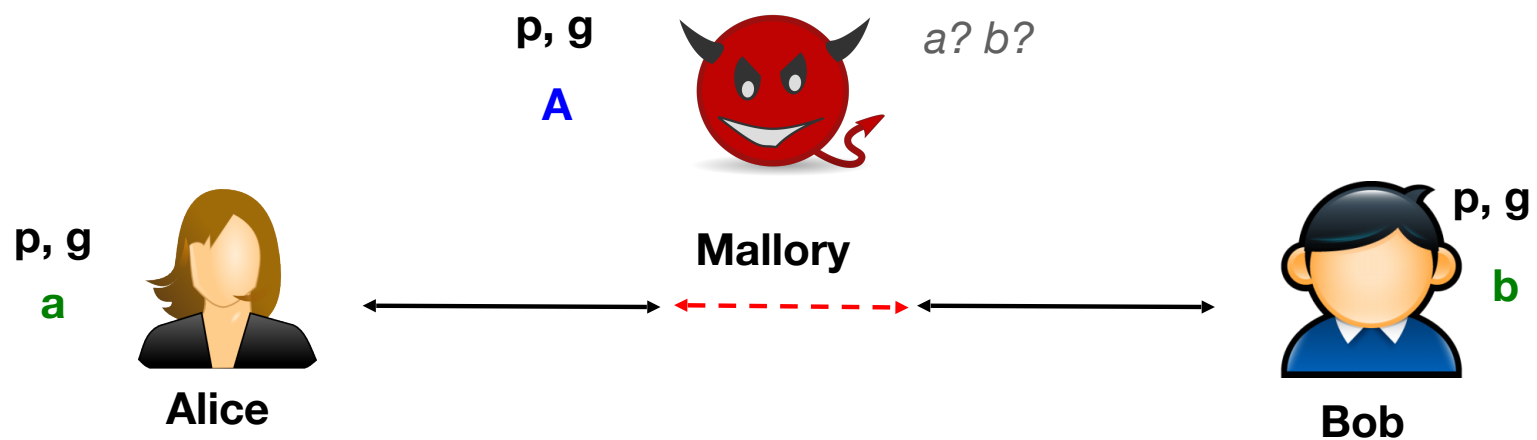 p, g
a? b?
A
p, g
a
Mallory
p, g
b
Alice
Bob